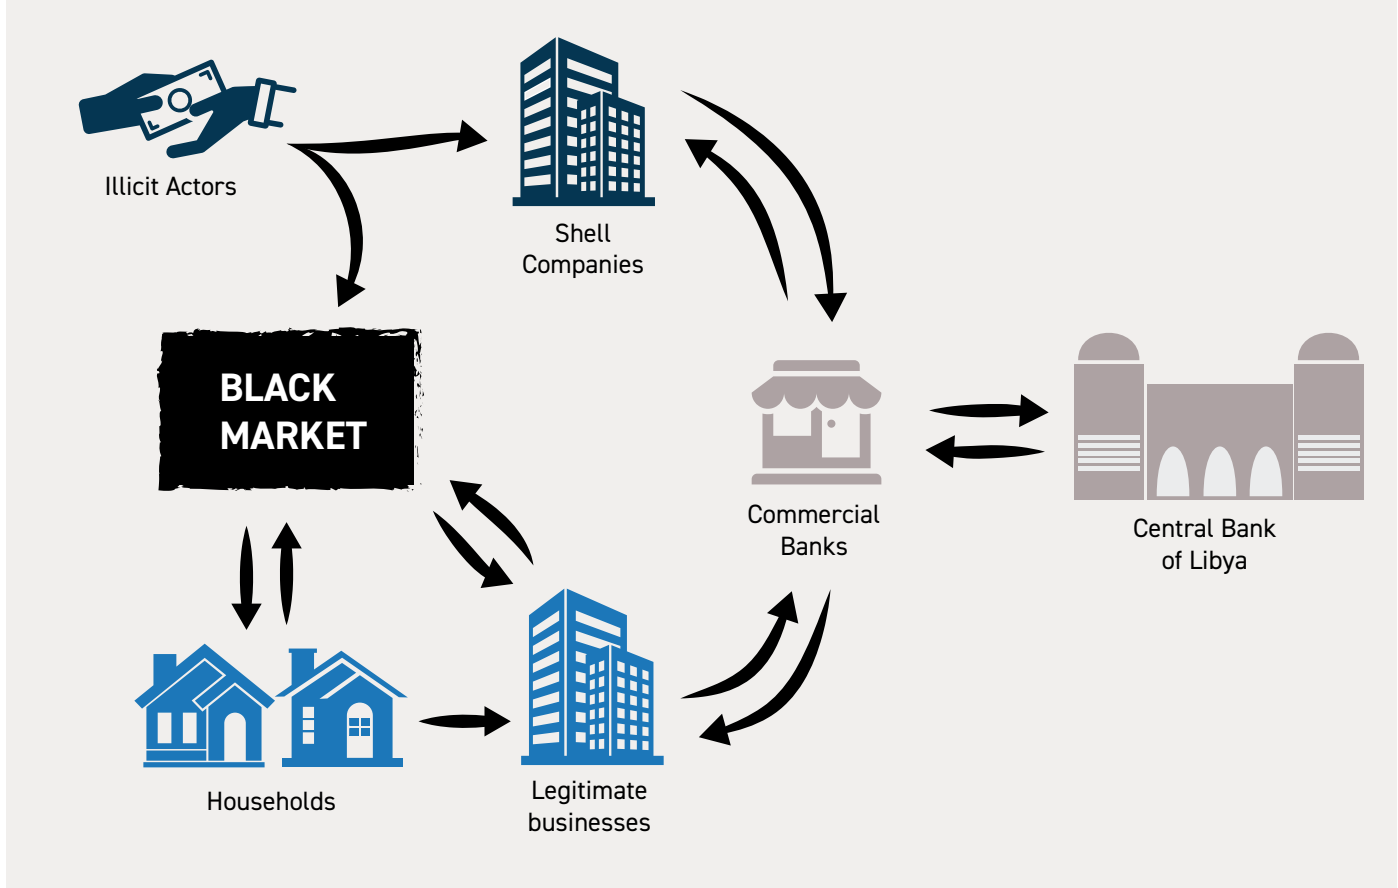 Illicit Actors
Shell
Companies
BLACK
MARKET
Commercial
Banks
Central Bank
of Libya
Households
Legitimate
businesses